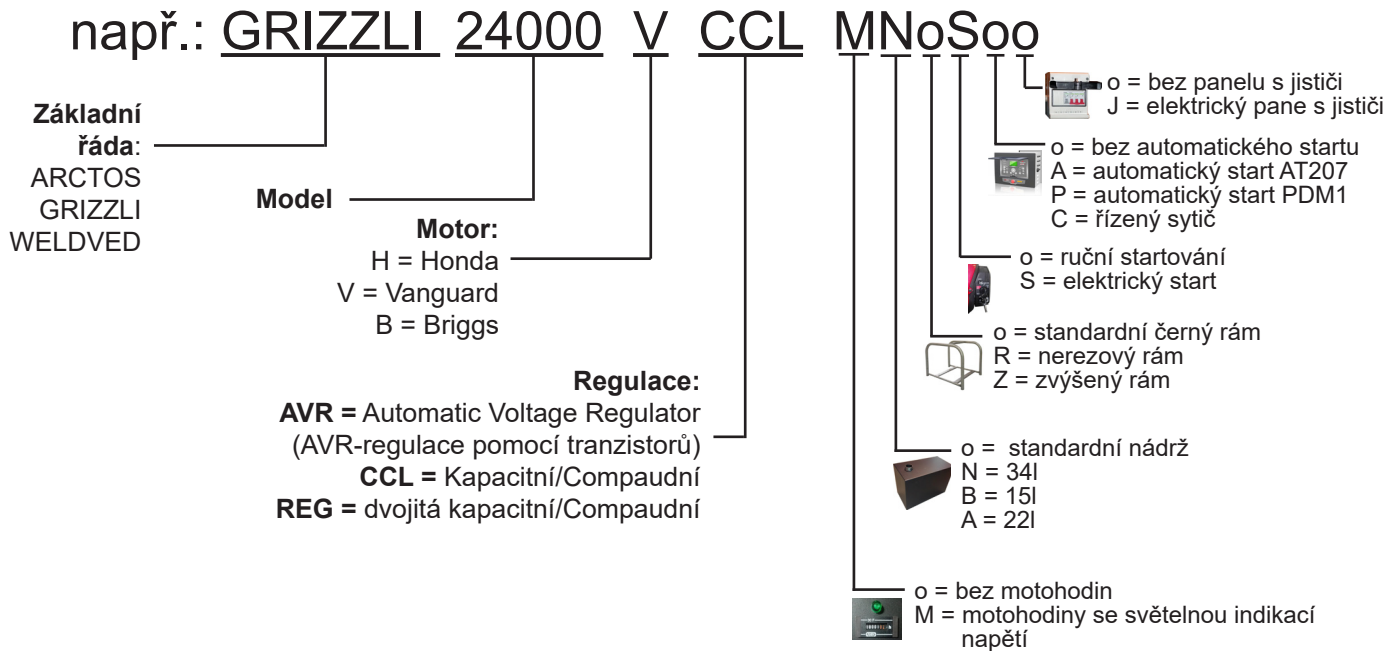 např.: GRIZZLI 24000 V CCL MNoSoo
Základní
řáda:
ARCTOS
GRIZZLI
WELDVED
Model
Motor:
H = Honda
V = Vanguard
B = Briggs
Regulace:
AVR = Automatic Voltage Regulator
(AVR-regulace pomocí tranzistorů)
CCL = Kapacitní/Compaudní
REG = dvojitá kapacitní/Compaudní
o = bez panelu s jističi
J = elektrický pane s jističi
o = bez automatického startu
A = automatický start AT207
P = automatický start PDM1
C = řízený sytič
o = ruční startování
S = elektrický start
o = standardní černý rám
R = nerezový rám
Z = zvýšený rám
o = standardní nádrž
N = 34l
B = 15l
A = 22l
o = bez motohodin
M = motohodiny se světelnou indikací
napětí